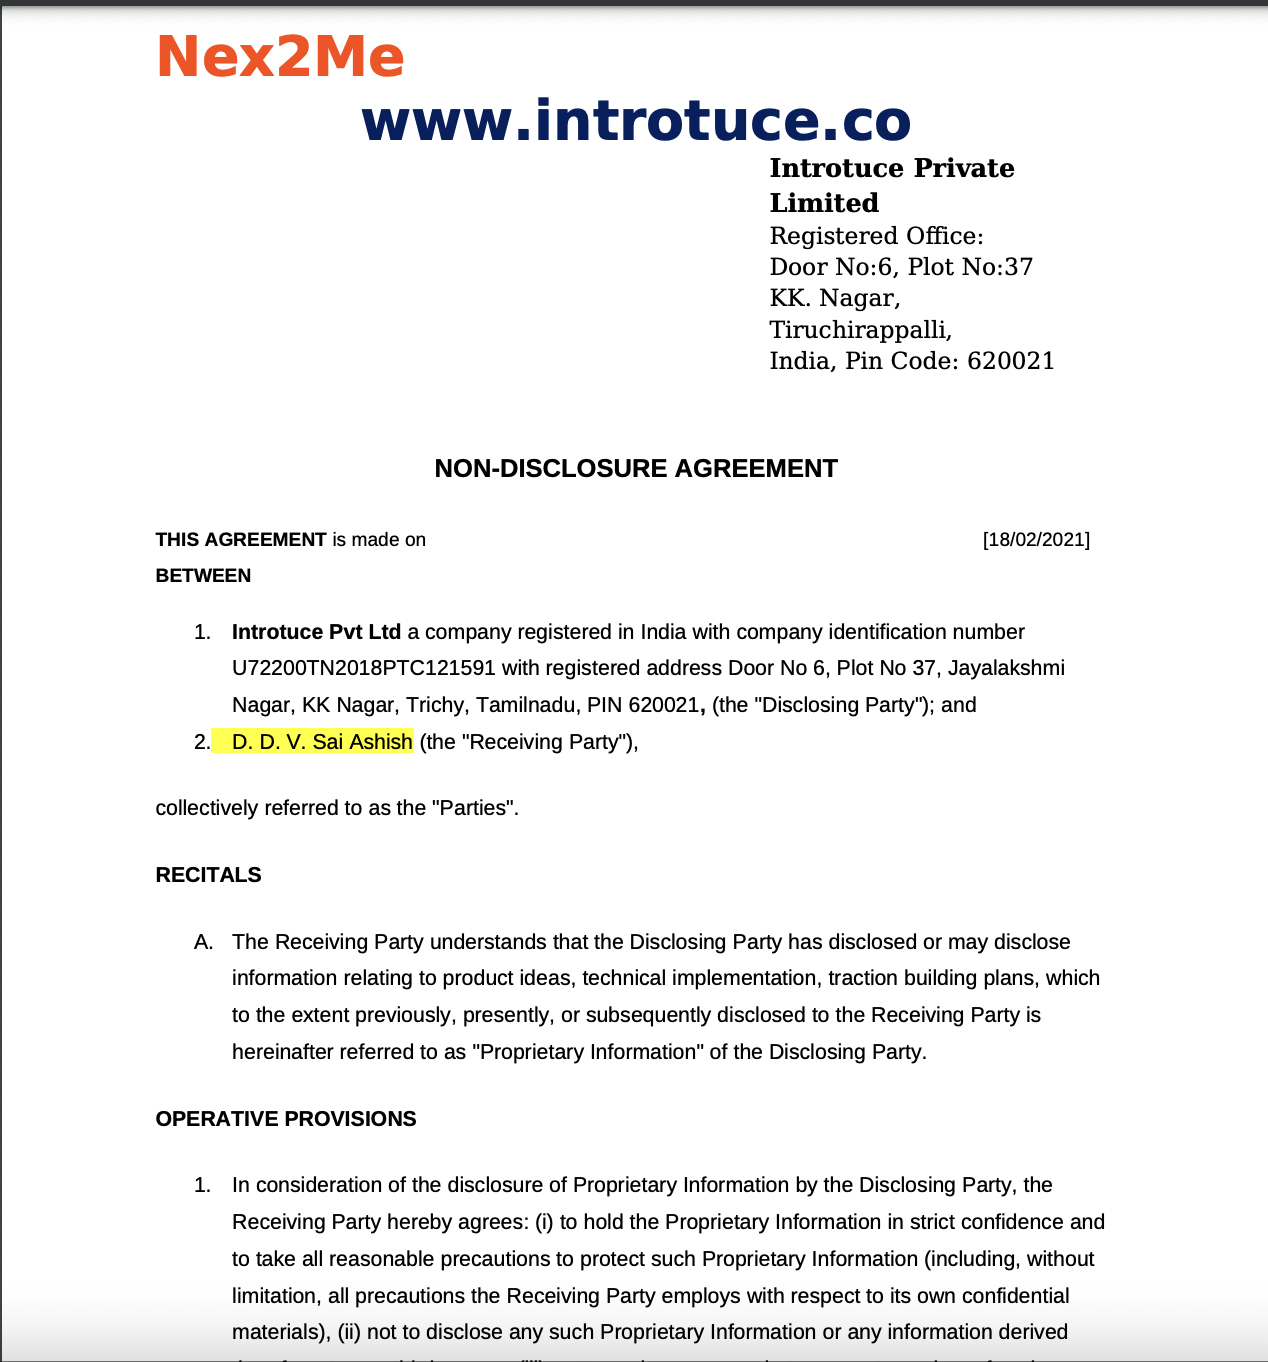 Nex2Me
www.introtuce.co
Introtuce Private
Limited
Registered Office:
Door No:6, Plot No:37
KK. Nagar,
Tiruchirappalli,
India, Pin Code: 620021
NON-DISCLOSURE AGREEMENT
THIS AGREEMENT is made on [18/02/2021]
BETWEEN
1. Introtuce Pvt Ltd a company registered in India with company identification number
U72200TN2018PTC121591 with registered address Door No 6, Plot No 37, Jayalakshmi
Nagar, KK Nagar, Trichy, Tamilnadu, PIN 620021, (the "Disclosing Party"); and
2. D. D. V. Sai Ashish (the "Receiving Party"),
collectively referred to as the "Parties".
RECITALS
A. The Receiving Party understands that the Disclosing Party has disclosed or may disclose
information relating to product ideas, technical implementation, traction building plans, which
to the extent previously, presently, or subsequently disclosed to the Receiving Party is
hereinafter referred to as "Proprietary Information" of the Disclosing Party.
OPERATIVE PROVISIONS
1. In consideration of the disclosure of Proprietary Information by the Disclosing Party, the
Receiving Party hereby agrees: (i) to hold the Proprietary Information in strict confidence and
to take all reasonable precautions to protect such Proprietary Information (including, without
limitation, all precautions the Receiving Party employs with respect to its own confidential
materials), (ii) not to disclose any such Proprietary Information or any information derived